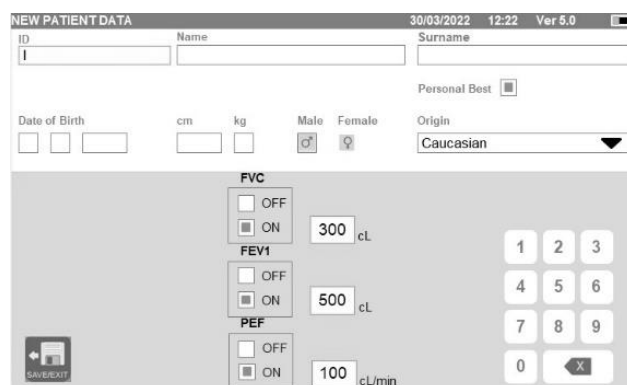 NEW PATIENT DATA 30/03/2022 12:22 Ver 5.0
ID Name Surname
I
Personal Best
Date of Birth cm kg Male Female Origin
♂ ♀ Caucasian
FVC
OFF
ON 300 cL
FEV1
OFF
ON 500 cL
PEF
OFF
ON 100 cL/min
1 2 3
4 5 6
7 8 9
0 X
SAVE/EXIT